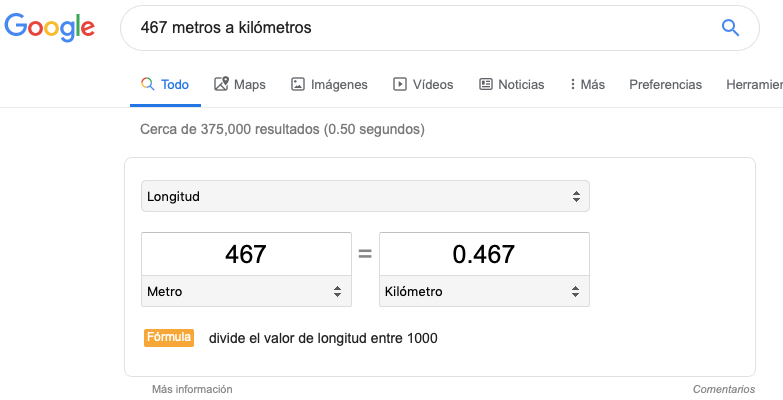 Google 467 metros a kilómetros
Todo Maps Imágenes Vídeos Noticias Más Preferencias
Cerca de 375,000 resultados (0.50 segundos)
Longitud
467 = 0.467
Metro Kilómetro
Fórmula divide el valor de longitud entre 1000
Más información Comentarios